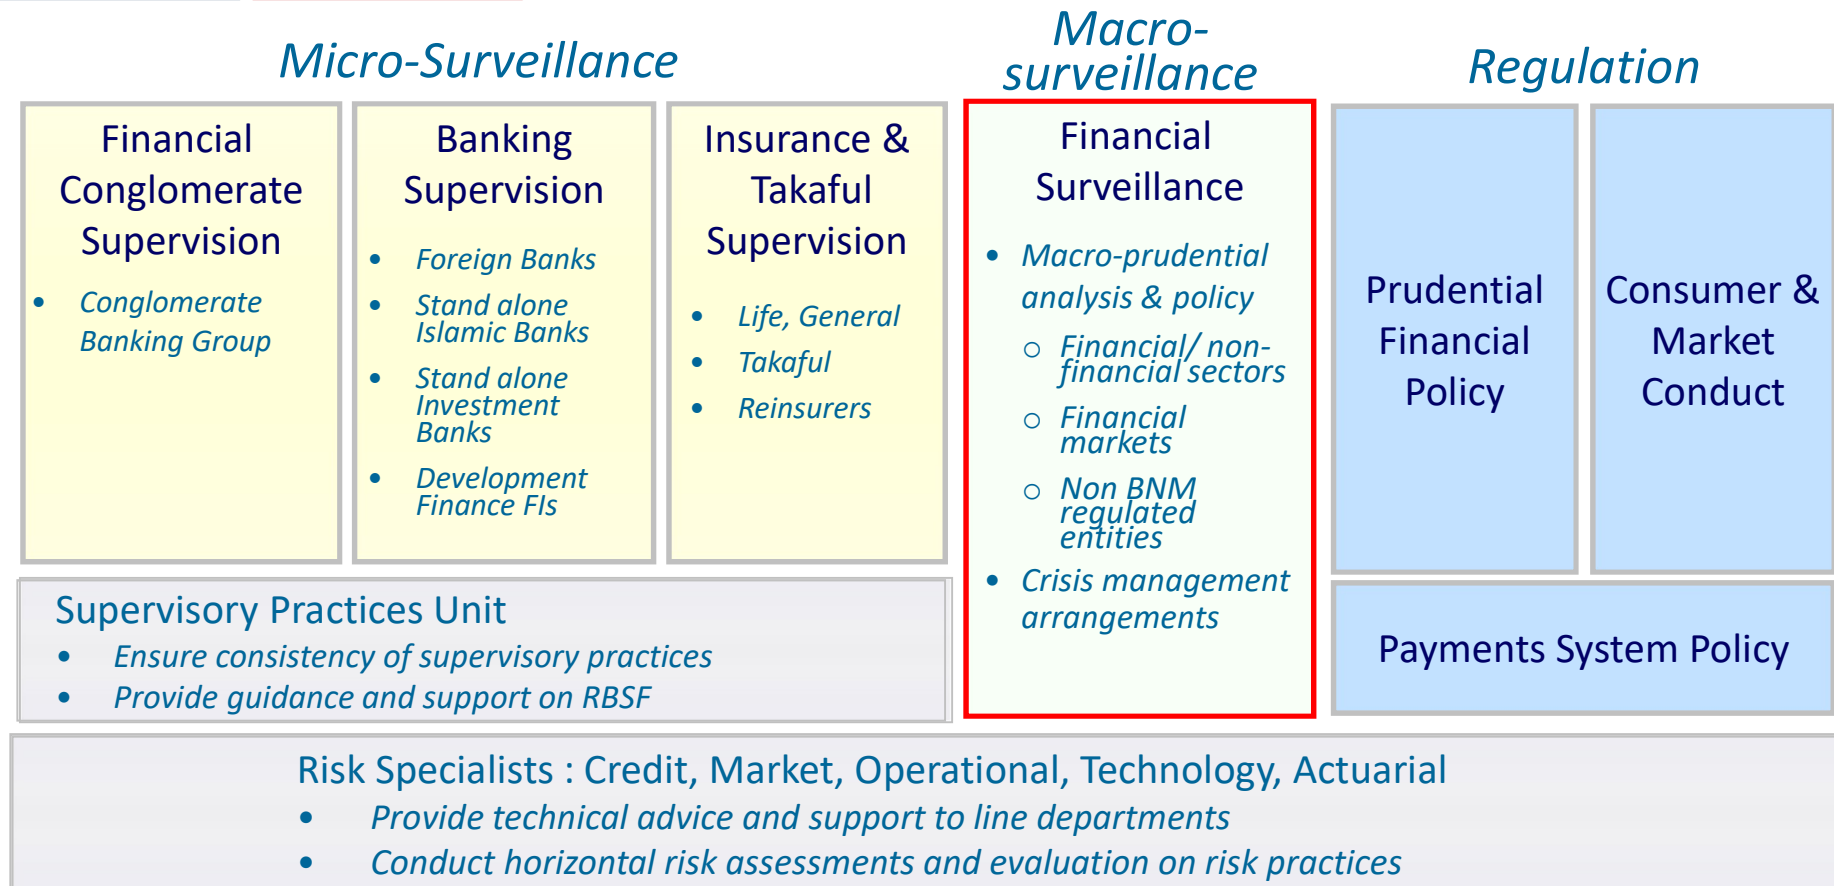 Micro-Surveillance
Macro-
surveillance
Regulation
Financial
Conglomerate
Supervision
• Conglomerate
Banking Group
Banking
Supervision
• Foreign Banks
• Stand alone
Islamic Banks
• Stand alone
Investment
Banks
• Development
Finance FIs
Insurance &
Takaful
Supervision
• Life, General
• Takaful
• Reinsurers
Financial
Surveillance
• Macro-prudential
analysis & policy
o Financial/ non-
financial sectors
o Financial
markets
o Non BNM
regulated
entities
• Crisis management
arrangements
Prudential
Financial
Policy
Consumer &
Market
Conduct
Payments System Policy
Supervisory Practices Unit
• Ensure consistency of supervisory practices
• Provide guidance and support on RBSF
Risk Specialists : Credit, Market, Operational, Technology, Actuarial
• Provide technical advice and support to line departments
• Conduct horizontal risk assessments and evaluation on risk practices